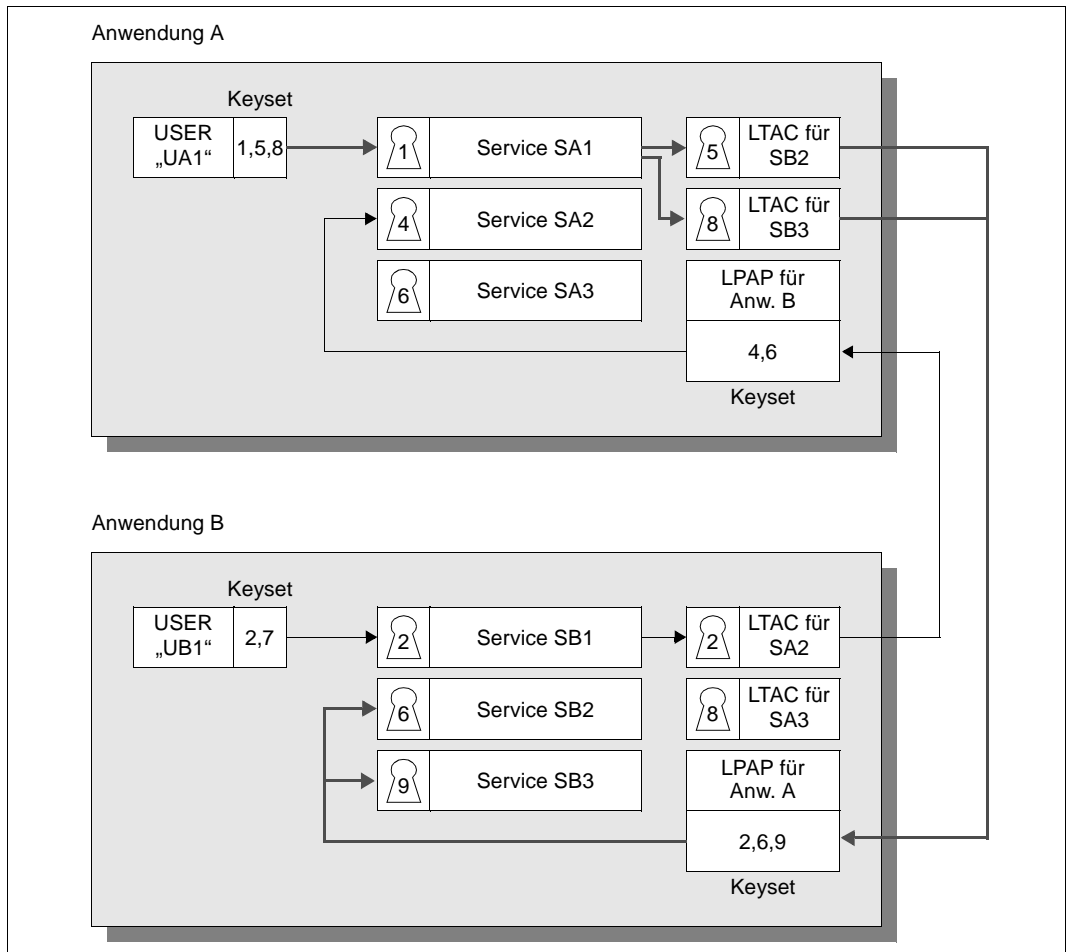 Anwendung A
Keyset
USER
„UA1“
1,5,8
1
Service SA1
5
LTAC für
SB2
4
Service SA2
8
LTAC für
SB3
6
Service SA3
LPAP für
Anw. B
4,6
Keyset
Anwendung B
Keyset
USER
„UB1“
2,7
2
Service SB1
2
LTAC für
SA2
6
Service SB2
8
LTAC für
SA3
9
Service SB3
LPAP für
Anw. A
2,6,9
Keyset